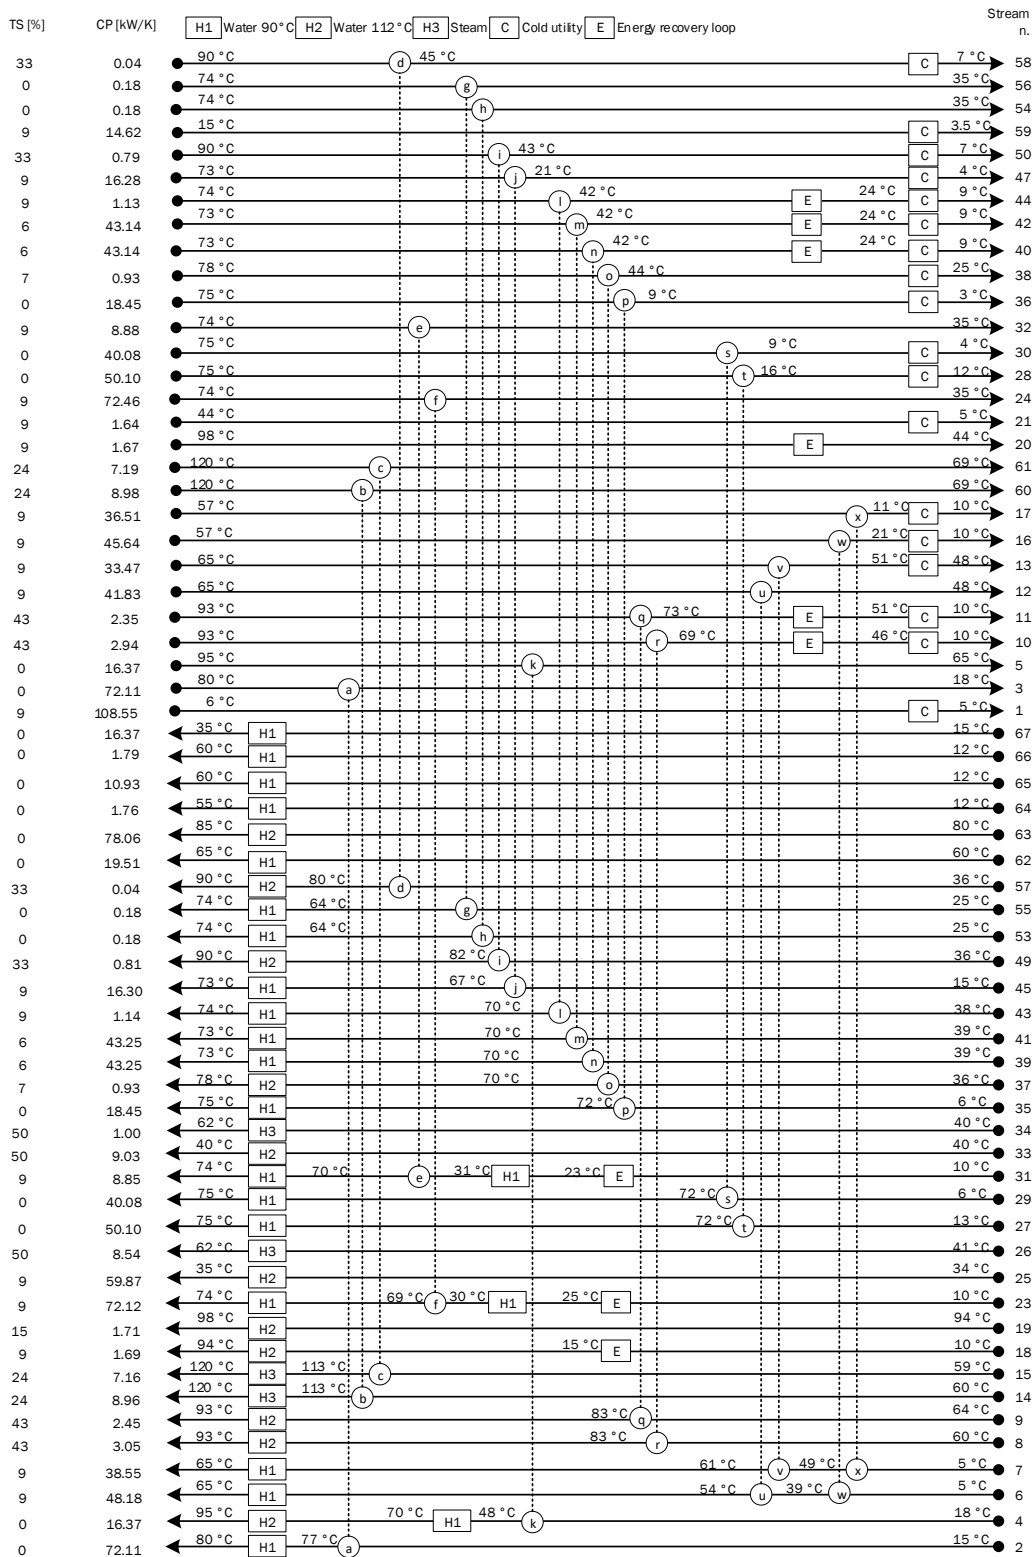 TS [%] CP [kW/K] H1 Water 90°C H2 Water 112°C H3 Steam C Cold utility E Energy recovery loop Stream n.
33 0.04 90 °C d 45 °C C 7 °C 58
0 0.18 74 °C g 35 °C 56
0 0.18 74 °C h 35 °C 54
9 14.62 15 °C C 3.5 °C 59
33 0.79 90 °C i 43 °C C 7 °C 50
9 16.28 73 °C j 21 °C C 4 °C 47
9 1.13 74 °C l 42 °C E 24 °C C 9 °C 44
6 43.14 73 °C m 42 °C E 24 °C C 9 °C 42
6 43.14 73 °C n 42 °C E 24 °C C 9 °C 40
7 0.93 78 °C o 44 °C C 25 °C 38
0 18.45 75 °C p 9 °C C 3 °C 36
9 8.88 74 °C e 35 °C 32
0 40.08 75 °C s 9 °C C 4 °C 30
0 50.10 75 °C t 16 °C C 12 °C 28
9 72.46 74 °C f 35 °C 24
9 1.64 44 °C C 5 °C 21
9 1.67 98 °C E 44 °C 20
24 7.19 120 °C c 69 °C 61
24 8.98 120 °C b 69 °C 60
9 36.51 57 °C x 11 °C C 10 °C 17
9 45.64 57 °C w 21 °C C 10 °C 16
9 33.47 65 °C v 51 °C C 48 °C 13
9 41.83 65 °C u 48 °C 12
43 2.35 93 °C q 73 °C E 51 °C C 10 °C 11
43 2.94 93 °C r 69 °C E 46 °C C 10 °C 10
0 16.37 95 °C k 65 °C 5
0 72.11 80 °C a 18 °C 3
9 108.55 6 °C C 5 °C 1
0 16.37 35 °C H1 15 °C 67
0 1.79 60 °C H1 12 °C 66
0 10.93 60 °C H1 12 °C 65
0 1.76 55 °C H1 12 °C 64
0 78.06 85 °C H2 80 °C 63
0 19.51 65 °C H1 60 °C 62
33 0.04 90 °C H2 80 °C d 36 °C 57
0 0.18 74 °C H1 64 °C g 25 °C 55
0 0.18 74 °C H1 64 °C h 25 °C 53
33 0.81 90 °C H2 82 °C i 36 °C 49
9 16.30 73 °C H1 67 °C j 15 °C 45
9 1.14 74 °C H1 70 °C l 38 °C 43
6 43.25 73 °C H1 70 °C m 39 °C 41
6 43.25 73 °C H1 70 °C n 39 °C 39
7 0.93 78 °C H2 70 °C o 36 °C 37
0 18.45 75 °C H1 72 °C p 6 °C 35
50 1.00 62 °C H3 40 °C 34
50 9.03 40 °C H2 40 °C 33
9 8.85 74 °C H1 70 °C e 31 °C H1 23 °C E 10 °C 31
0 40.08 75 °C H1 72 °C s 6 °C 29
0 50.10 75 °C H1 72 °C t 13 °C 27
50 8.54 62 °C H3 41 °C 26
9 59.87 35 °C H2 34 °C 25
9 72.12 74 °C H1 69 °C f 30 °C H1 25 °C E 10 °C 23
15 1.71 98 °C H2 94 °C 19
9 1.69 94 °C H2 15 °C E 10 °C 18
24 7.16 120 °C H3 113 °C c 59 °C 15
24 8.96 120 °C H3 113 °C b 60 °C 14
43 2.45 93 °C H2 83 °C q 64 °C 9
43 3.05 93 °C H2 83 °C r 60 °C 8
9 38.55 65 °C H1 61 °C v 49 °C x 5 °C 7
9 48.18 65 °C H1 54 °C u 39 °C w 5 °C 6
0 16.37 95 °C H2 70 °C H1 48 °C k 18 °C 4
0 72.11 80 °C H1 77 °C a 15 °C 2